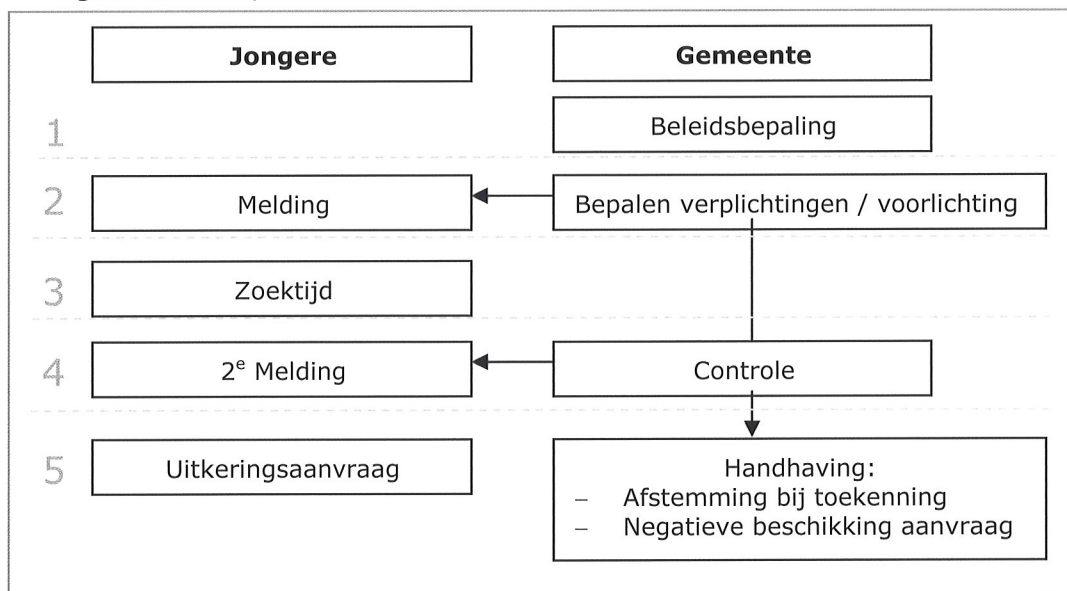 Jongere
Gemeente
1
Beleidsbepaling
2
Melding
Bepalen verplichtingen / voorlichting
3
Zoektijd
4
2e Melding
Controle
5
Uitkeringsaanvraag
Handhaving:
– Afstemming bij toekenning
– Negatieve beschikking aanvraag